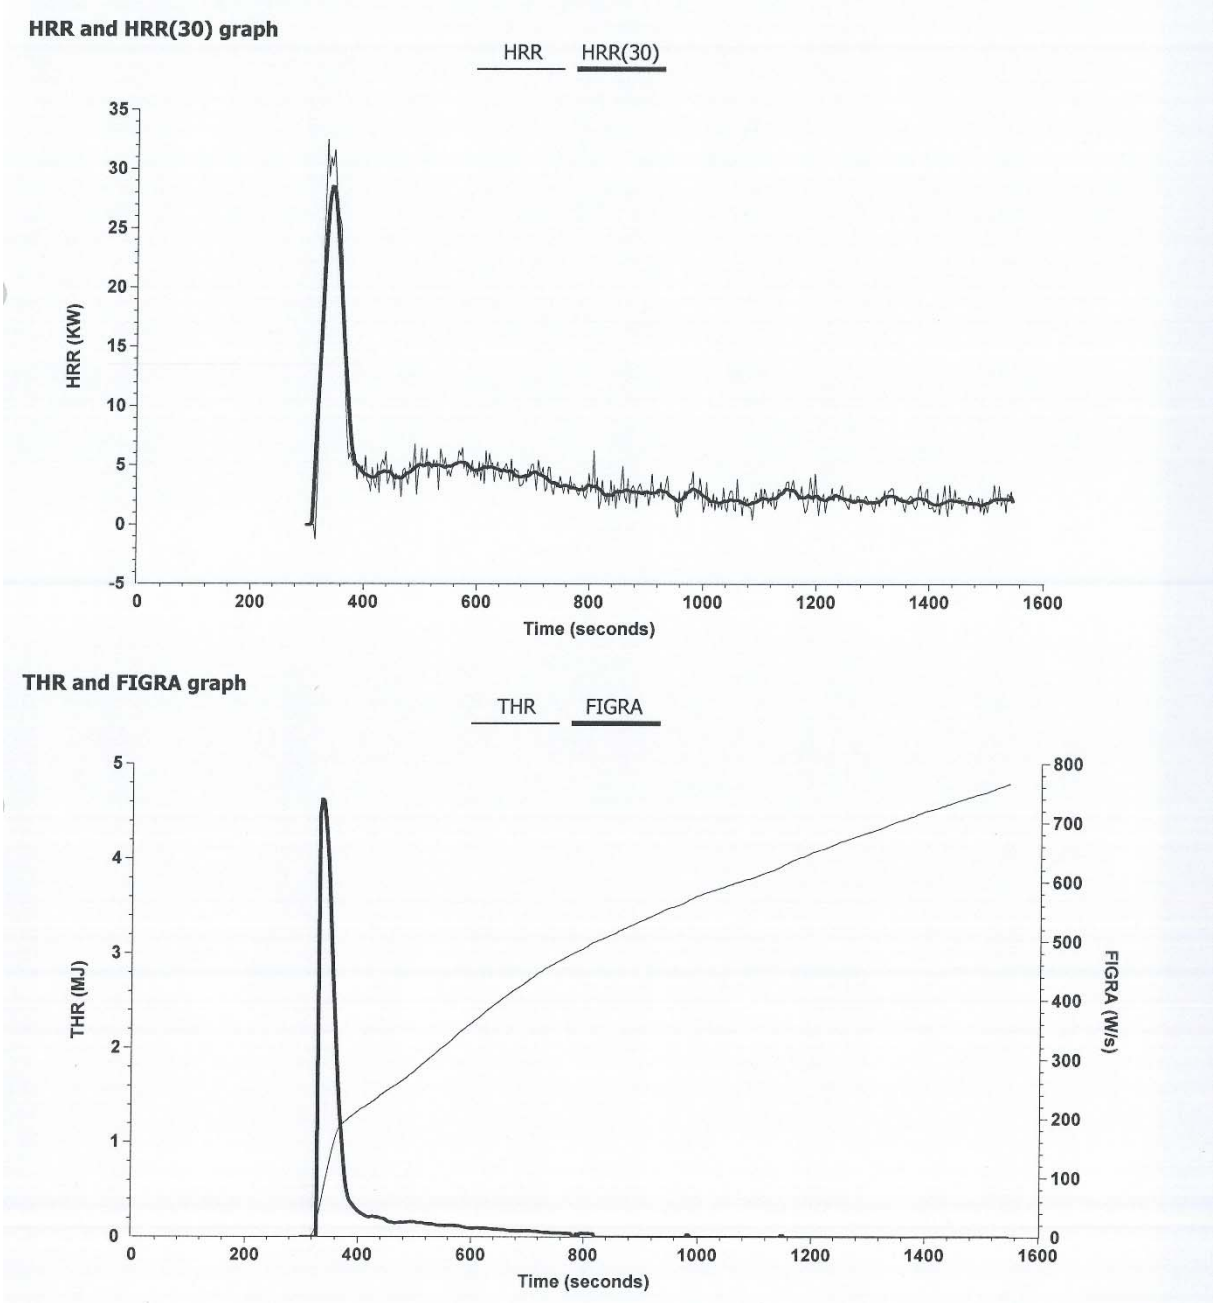 HRR and HRR(30) graph
HRR HRR(30)
35
30
25
20
15
10
5
0
-5
HRR (KW)
0 200 400 600 800 1000 1200 1400 1600
Time (seconds)
THR and FIGRA graph
THR FIGRA
5
4
3
2
1
0
THR (MJ)
800
700
600
500
400
300
200
100
0
FIGRA (W/s)
0 200 400 600 800 1000 1200 1400 1600
Time (seconds)